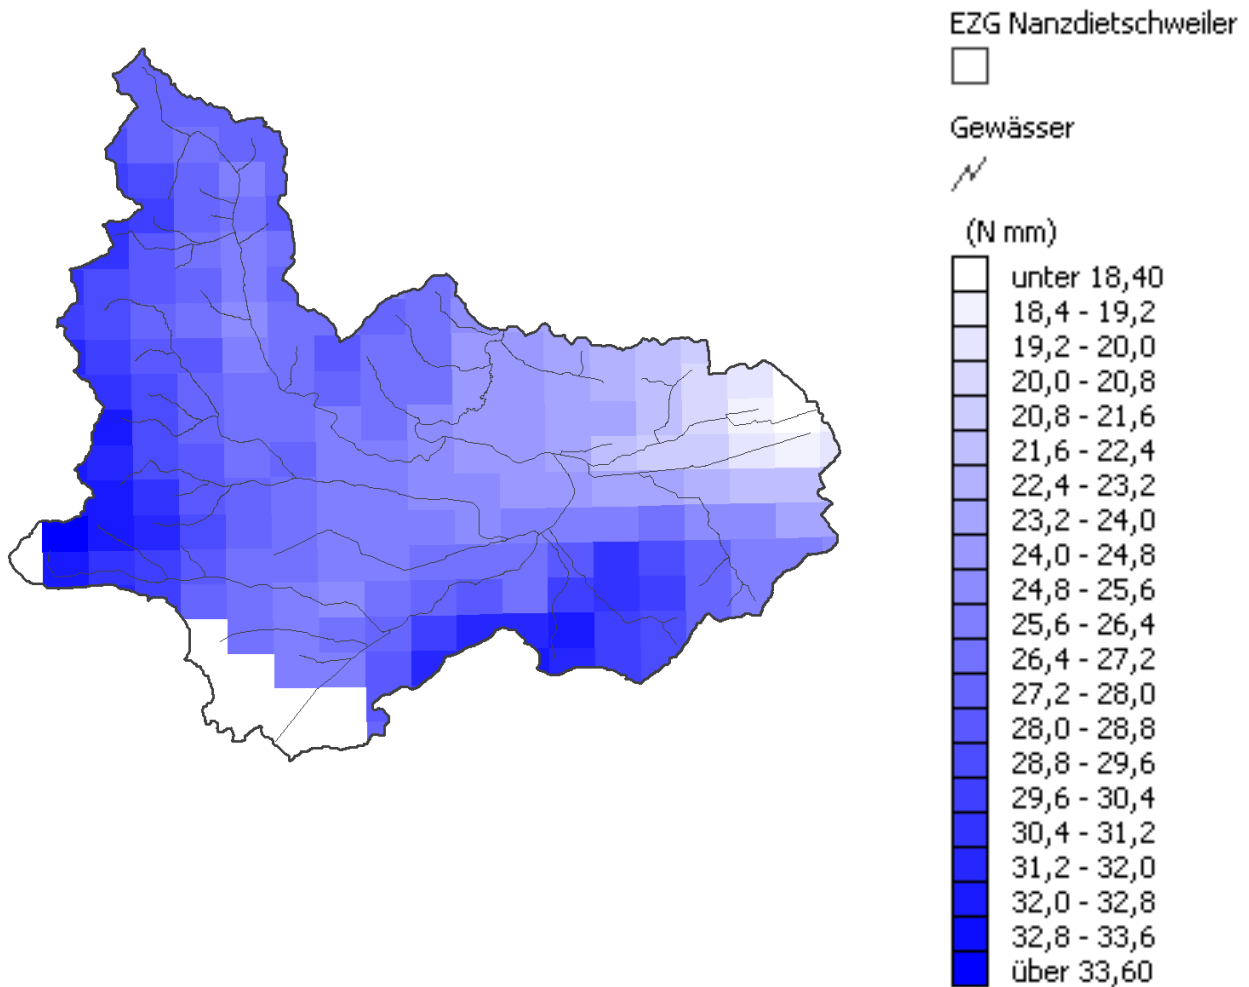 EZG Nanzdietschweiler
Gewässer
(N mm)
unter 18,40
18,4 - 19,2
19,2 - 20,0
20,0 - 20,8
20,8 - 21,6
21,6 - 22,4
22,4 - 23,2
23,2 - 24,0
24,0 - 24,8
24,8 - 25,6
25,6 - 26,4
26,4 - 27,2
27,2 - 28,0
28,0 - 28,8
28,8 - 29,6
29,6 - 30,4
30,4 - 31,2
31,2 - 32,0
32,0 - 32,8
32,8 - 33,6
über 33,60